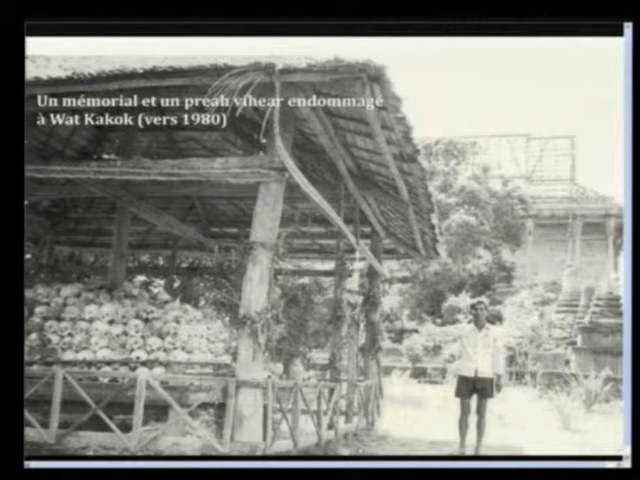 Un mémorial et un preah vihear endommagé
à Wat Kakok (vers 1980)